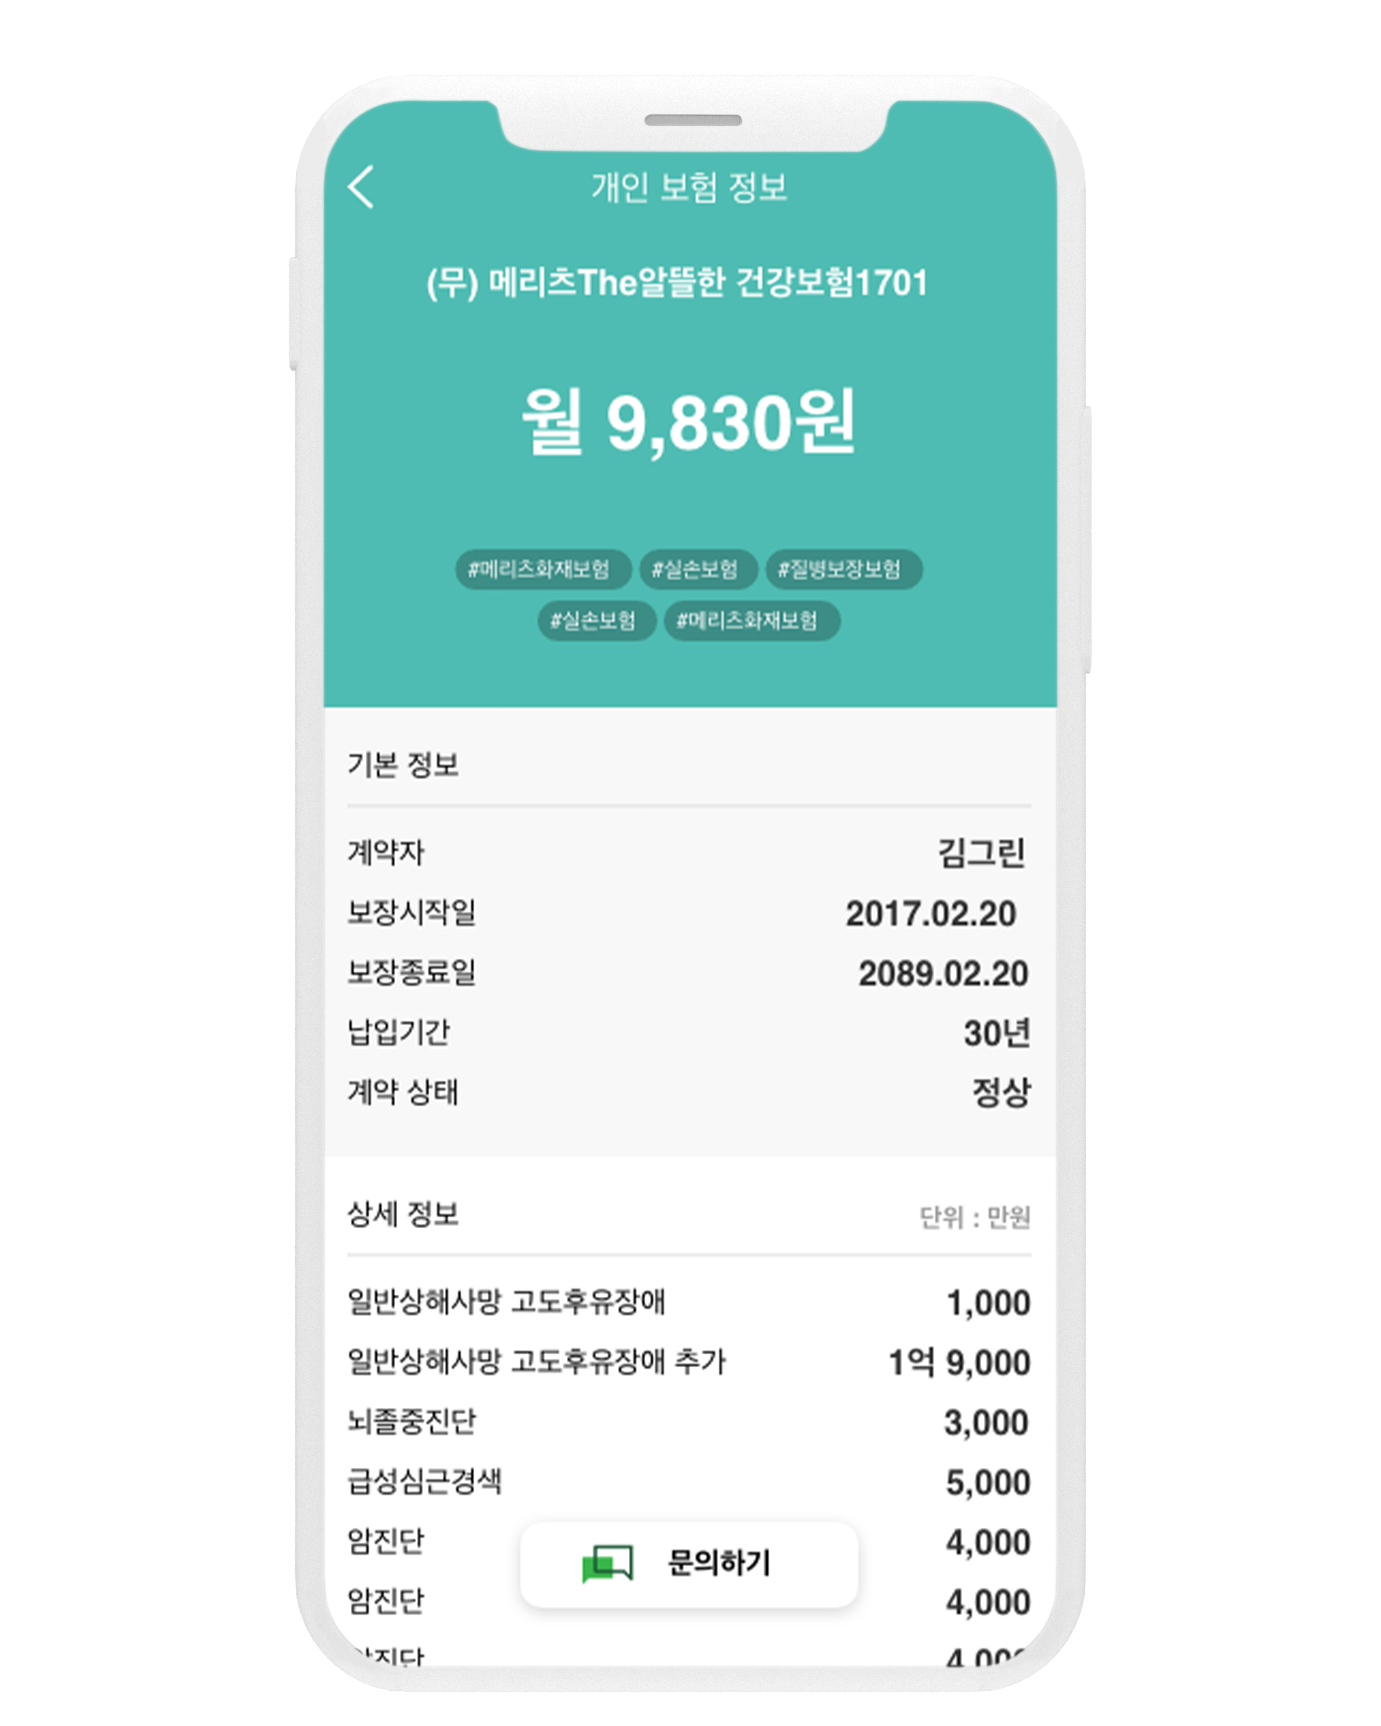 개인 보험 정보
(무) 메리츠The알뜰한 건강보험1701
월 9,830원
#메리츠화재보험 #실손보험 #질병보장보험
#실손보험 #메리츠화재보험
기본 정보
계약자 김그린
보장시작일 2017.02.20
보장종료일 2089.02.20
납입기간 30년
계약 상태 정상
상세 정보 단위 : 만원
일반상해사망 고도후유장애 1,000
일반상해사망 고도후유장애 추가 1억 9,000
뇌졸중진단 3,000
급성심근경색 5,000
암진단 4,000
문의하기
암진단 4,000
암진단 4,000